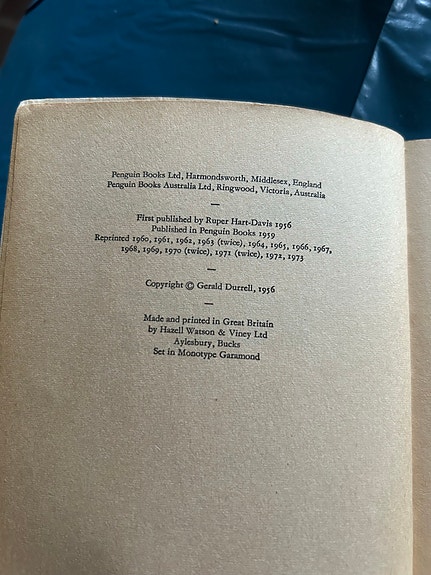 Penguin Books Ltd, Harmondsworth, Middlesex, England
Penguin Books Australia Ltd, Ringwood, Victoria, Australia
—
First published by Ruper Hart-Davis 1956
Published in Penguin Books 1959
Reprinted 1960, 1961, 1962, 1963 (twice), 1964, 1965, 1966, 1967,
1968, 1969, 1970 (twice), 1971 (twice), 1972, 1973
—
Copyright © Gerald Durrell, 1956
—
Made and printed in Great Britain
by Hazell Watson & Viney Ltd
Aylesbury, Bucks
Set in Monotype Garamond